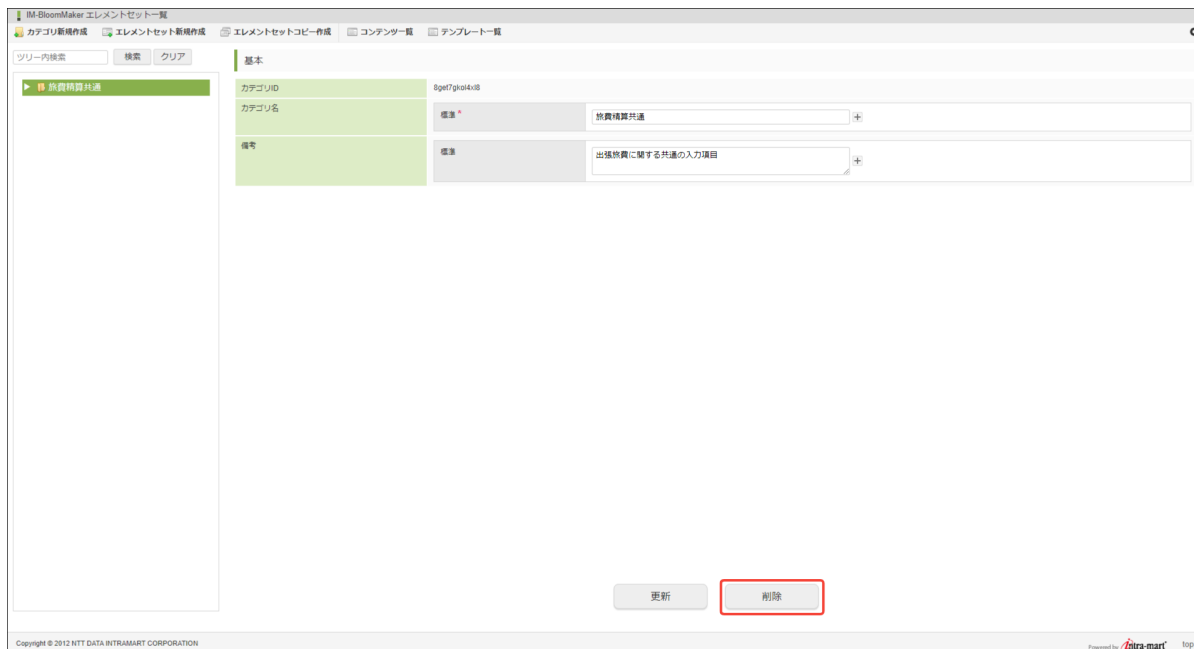 IM-BloomMaker エレメントセット一覧
カテゴリ新規作成 エレメントセット新規作成 エレメントセットコピー作成 コンテンツ一覧 テンプレート一覧
ツリー内検索 検索 クリア
基本
旅費精算共通
カテゴリID 8get7gkoi4xl8
カテゴリ名 標準 * 旅費精算共通
備考 標準 出張旅費に関する共通の入力項目
更新 削除
Copyright © 2012 NTT DATA INTRAMART CORPORATION Powered by intra-mart top